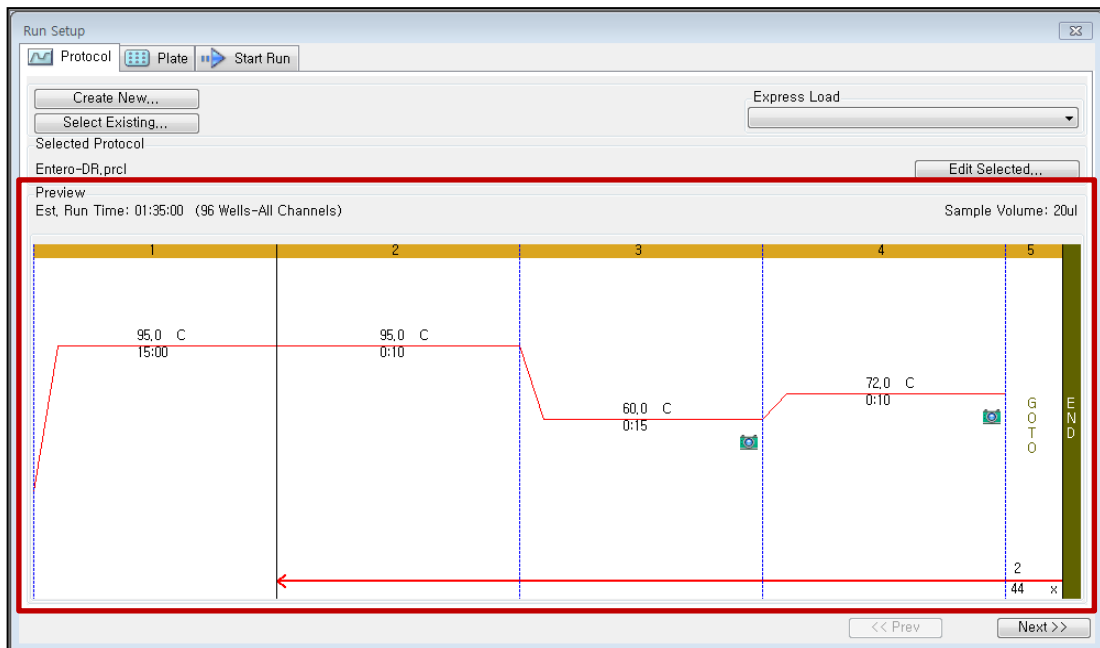 Run Setup
Protocol Plate Start Run
Create New...
Select Existing...
Express Load
Selected Protocol
Entero-DR.prcl
Edit Selected...
Preview
Est. Run Time: 01:35:00 (96 Wells-All Channels)
Sample Volume: 20ul
1 2 3 4 5
95.0 C
15:00
95.0 C
0:10
60.0 C
0:15
72.0 C
0:10
GOTO
END
2
44 x
<< Prev
Next >>